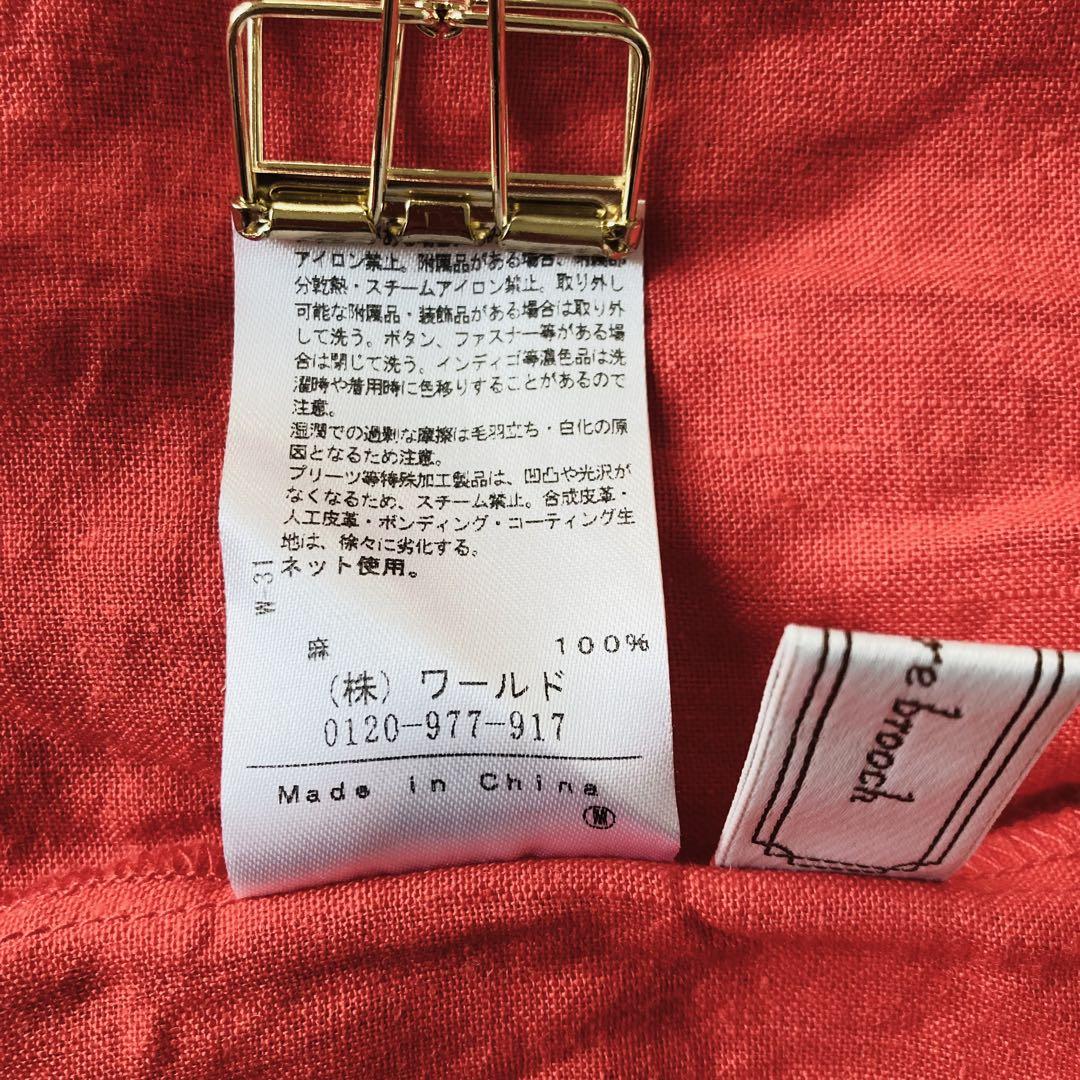 アイロン禁止。附属品がある場合、附属部
分乾熱・スチームアイロン禁止。取り外し
可能な附属品・装飾品がある場合は取り外
して洗う。ボタン、ファスナー等がある場
合は閉じて洗う。インディゴ等濃色品は洗
濯時や着用時に色移りすることがあるので
注意。
湿潤での過剰な摩擦は毛羽立ち・白化の原
因となるため注意。
プリーツ等特殊加工製品は、凹凸や光沢が
なくなるため、スチーム禁止。合成皮革・
人工皮革・ボンディング・コーティング生
地は、徐々に劣化する。
ネット使用。
W-31
麻 100%
(株) ワールド
0120-977-917
Made in China
M
re brooch